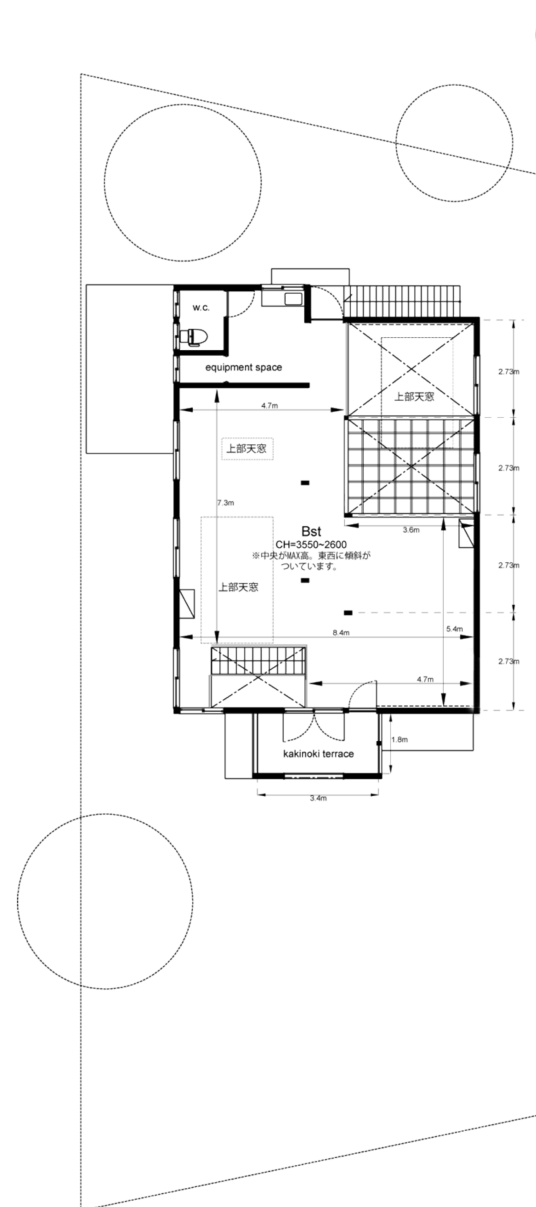 w.c.
equipment space
2.73m
上部天窓
4.7m
上部天窓
2.73m
7.3m
3.6m
Bst
CH=3550~2600
※中央がMAX高。東西に傾斜が
ついています。
2.73m
上部天窓
8.4m
5.4m
2.73m
4.7m
1.8m
kakinoki terrace
3.4m